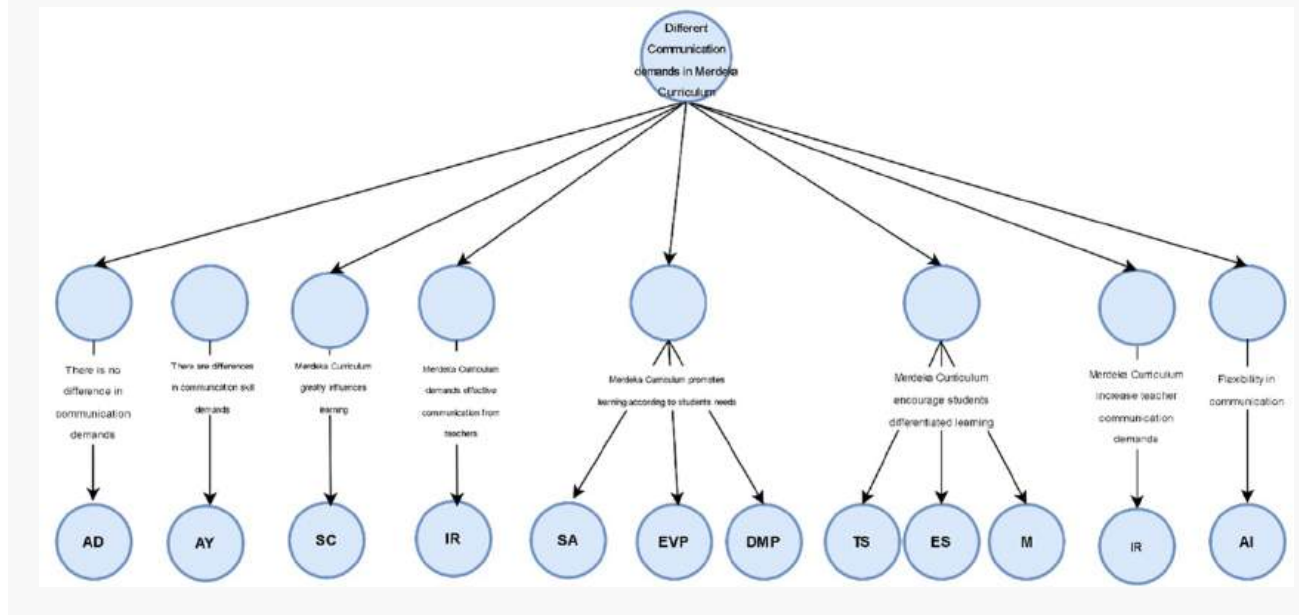 Different
Communication
demands in Merdeka
Curriculum
There is no
difference in
communication
demands
There are differences
in communication skill
demands
Merdeka Curriculum
greatly influences
learning
Merdeka Curriculum
demands effective
communication from
teachers
Merdeka Curriculum promotes
learning according to students needs
Merdeka Curriculum
encourage students
differentiated learning
Merdeka Curriculum
increase teacher
communication
demands
Flexibility in
communication
AD
AY
SC
IR
SA
EVP
DMP
TS
ES
M
IR
AI